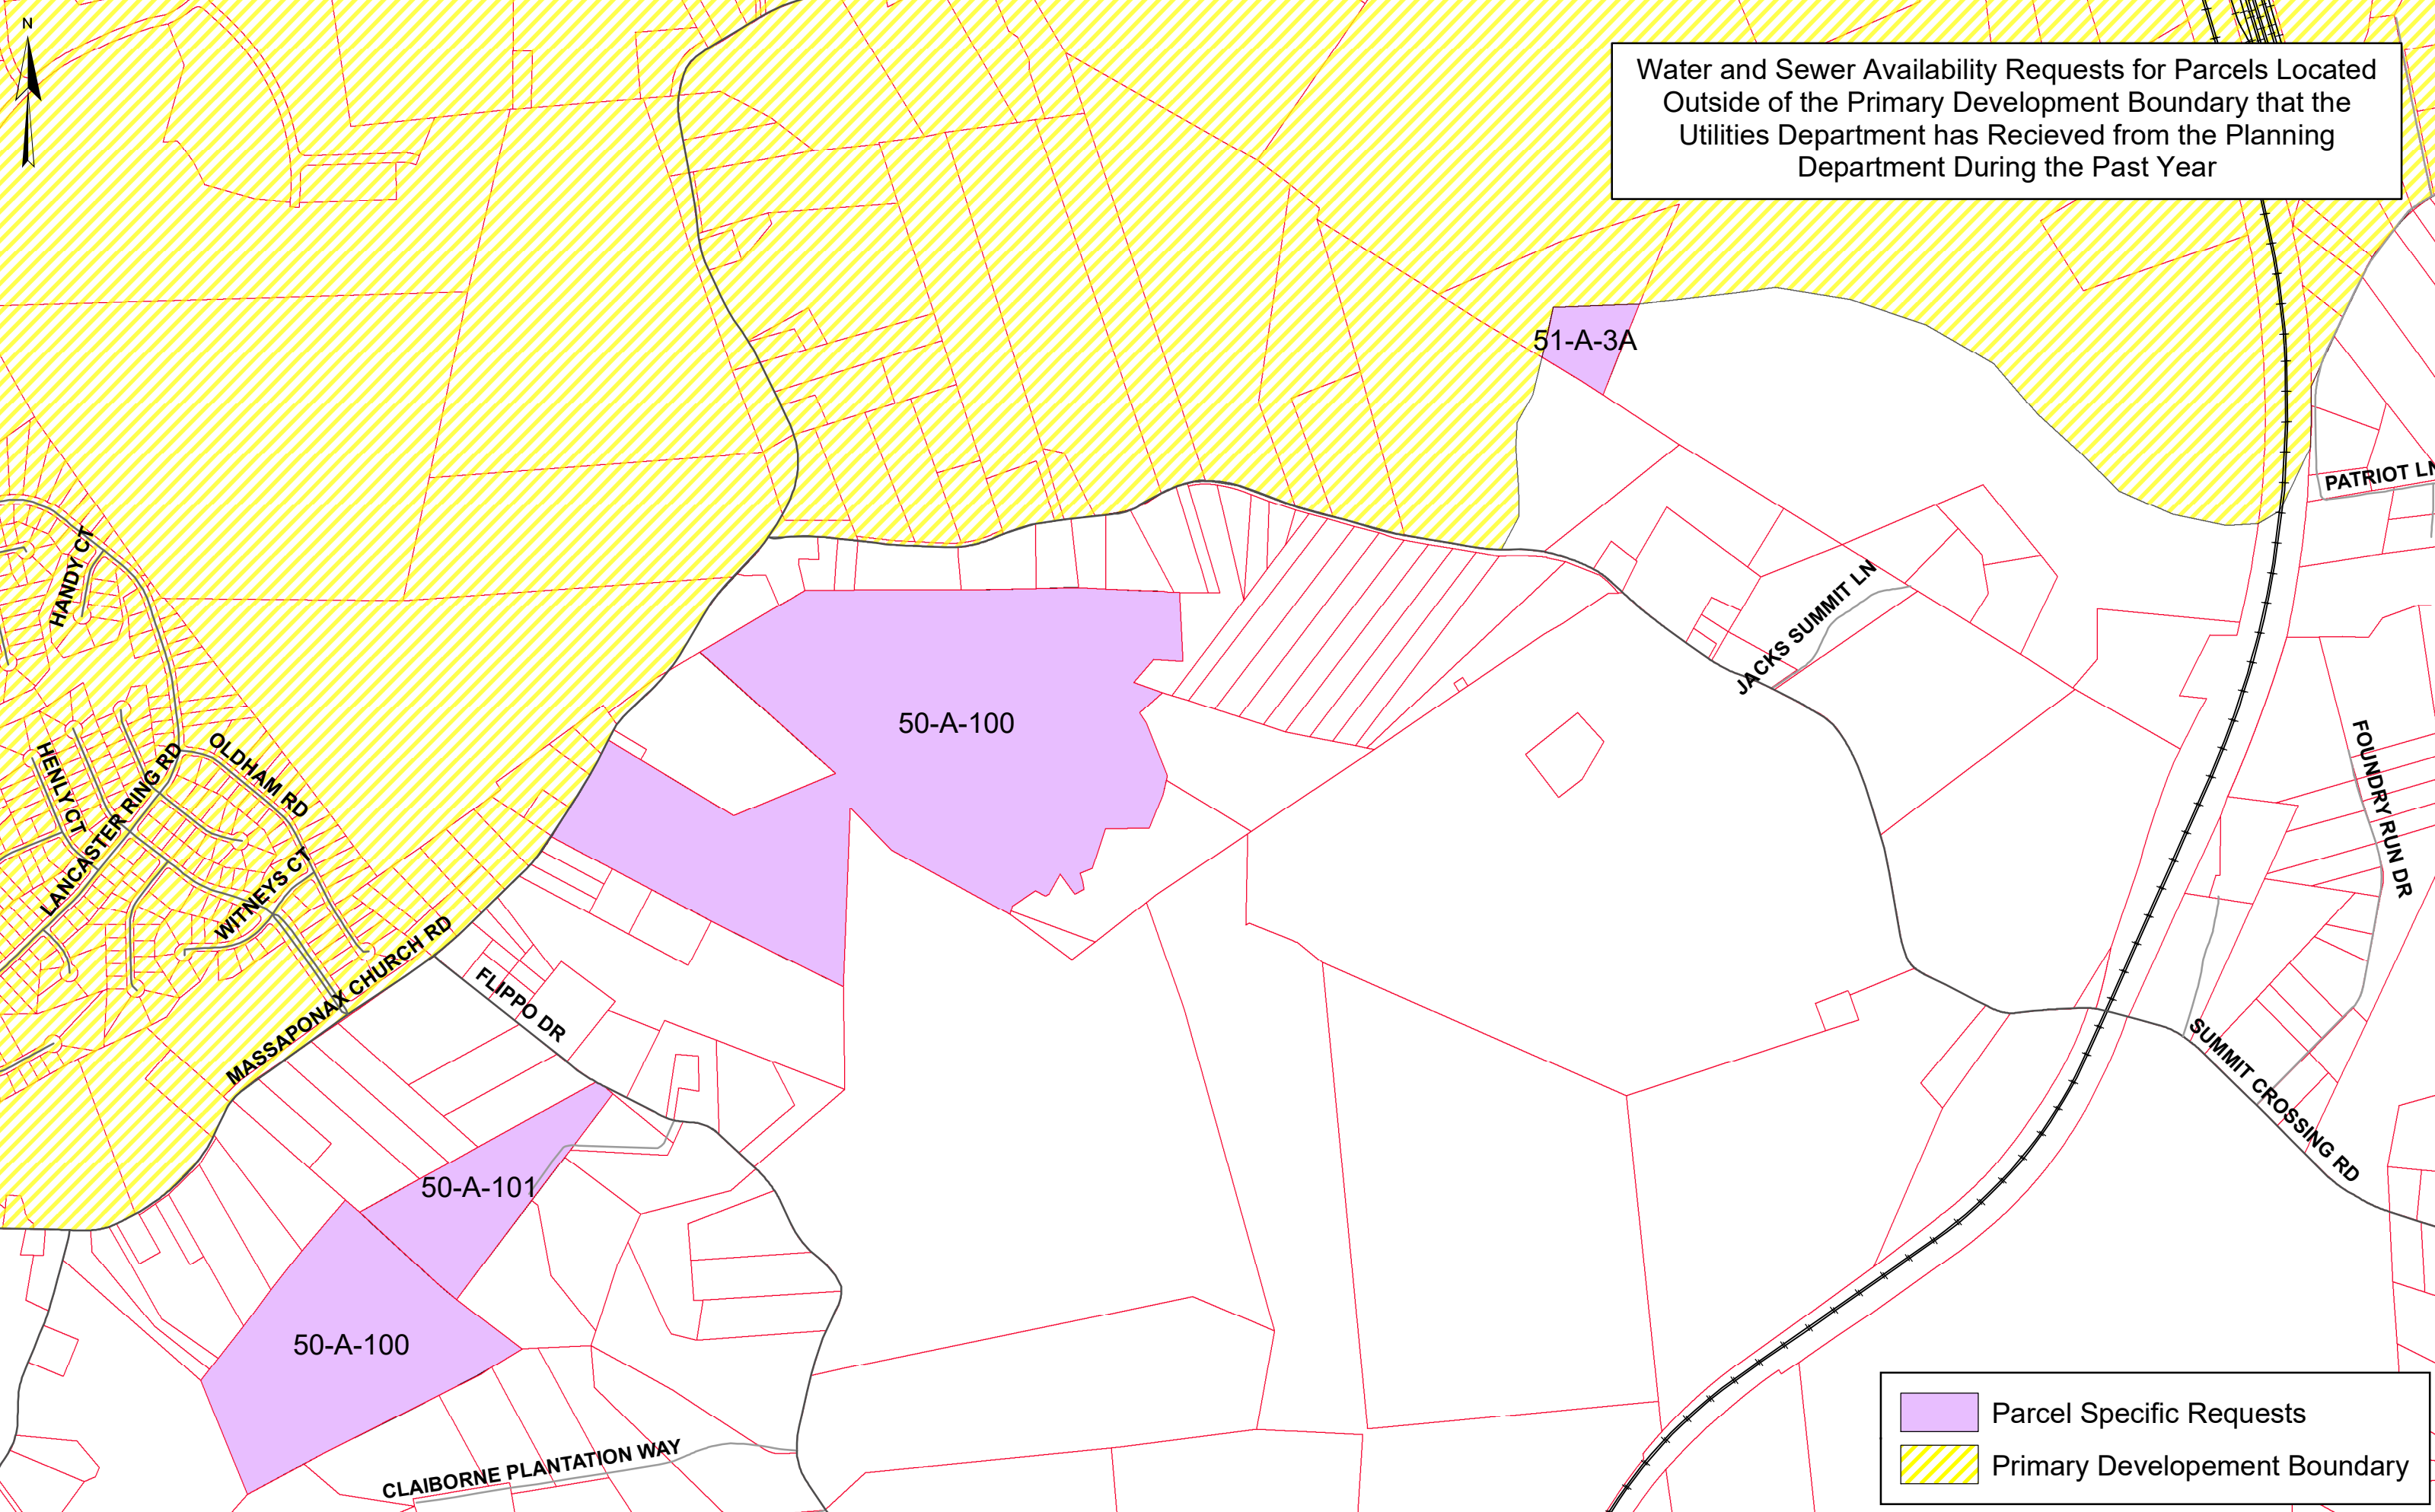 N
Water and Sewer Availability Requests for Parcels Located
Outside of the Primary Development Boundary that the
Utilities Department has Recieved from the Planning
Department During the Past Year
51-A-3A
PATRIOT LN
HANDY CT
JACKS SUMMIT LN
50-A-100
HENLY CT
OLDHAM RD
LANCASTER RING RD
FOUNDRY RUN DR
WITNEYS CT
MASSAPONAX CHURCH RD
FLIPPO DR
SUMMIT CROSSING RD
50-A-101
50-A-100
CLAIBORNE PLANTATION WAY
Parcel Specific Requests
Primary Developement Boundary